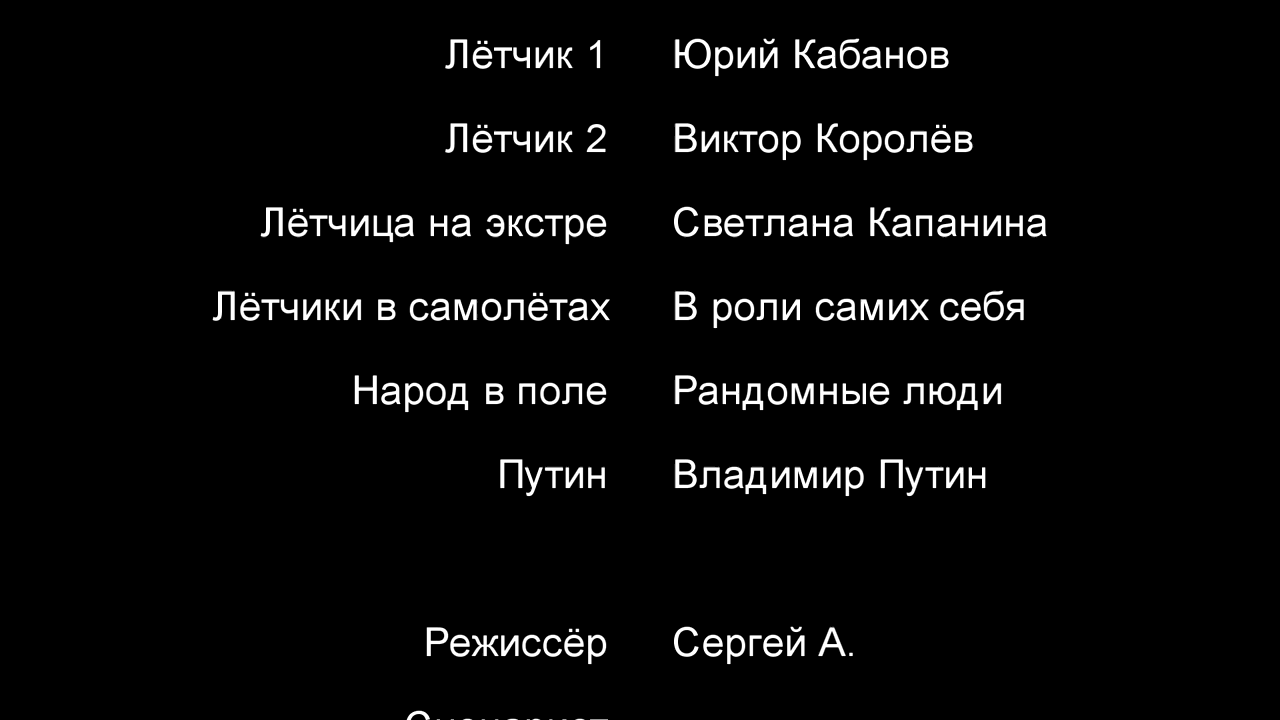 Лётчик 1 Юрий Кабанов
Лётчик 2 Виктор Королёв
Лётчица на экстре Светлана Капанина
Лётчики в самолётах В роли самих себя
Народ в поле Рандомные люди
Путин Владимир Путин
Режиссёр Сергей А.